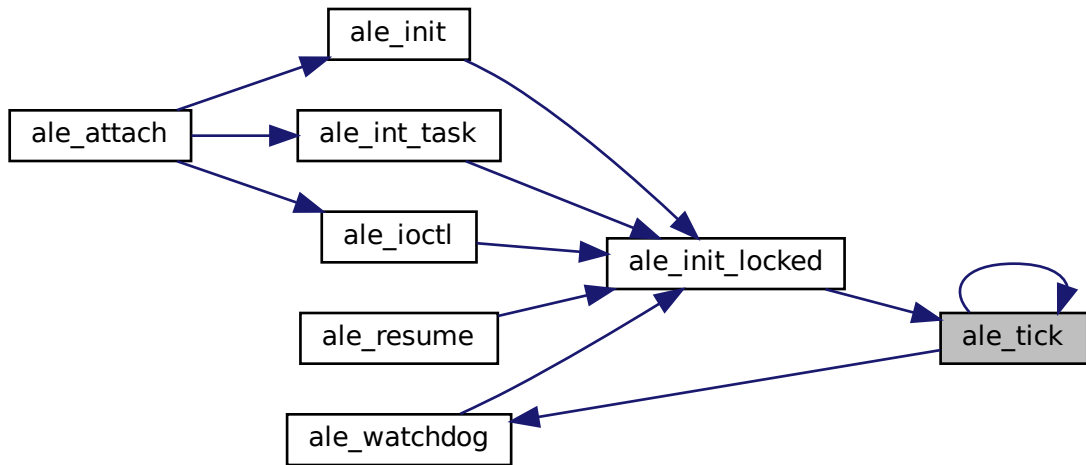 ale_init
ale_attach
ale_int_task
ale_ioctl
ale_init_locked
ale_resume
ale_tick
ale_watchdog